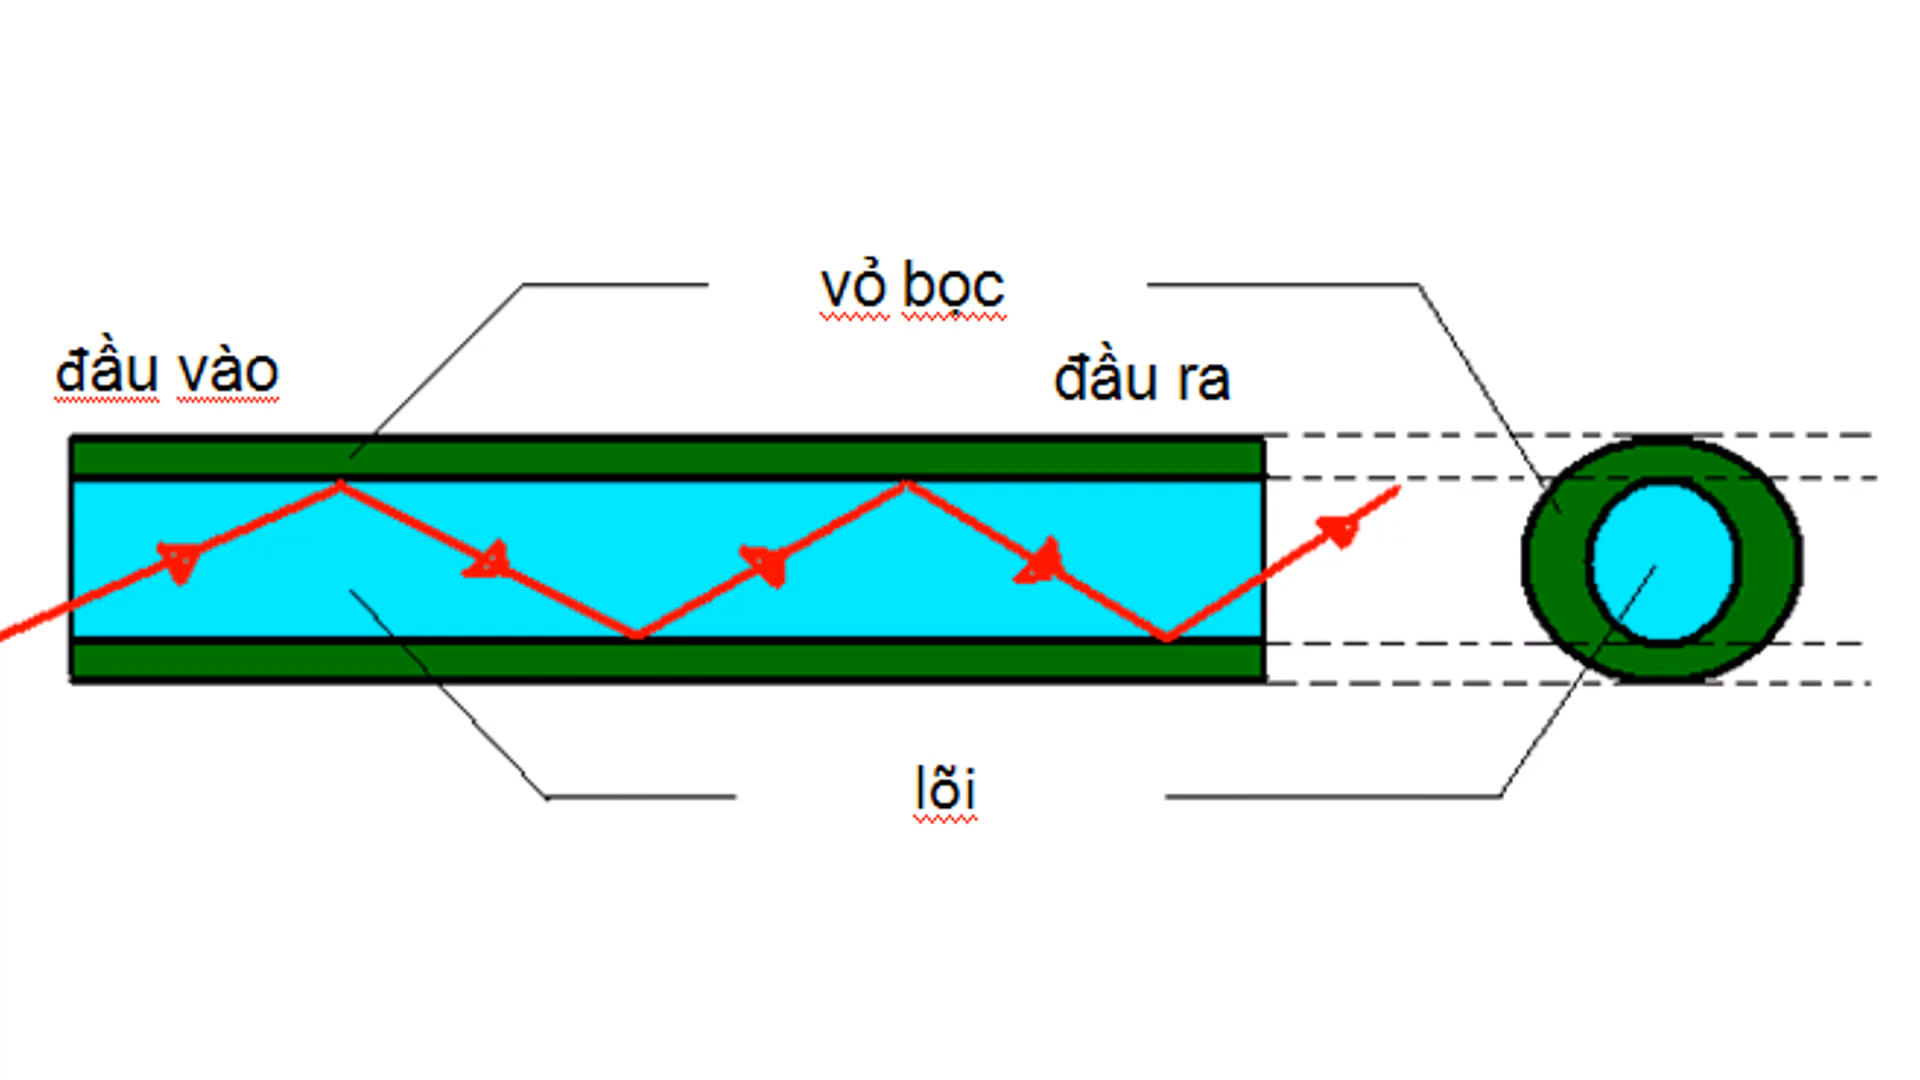 vỏ bọc
đầu vào
đầu ra
lõi